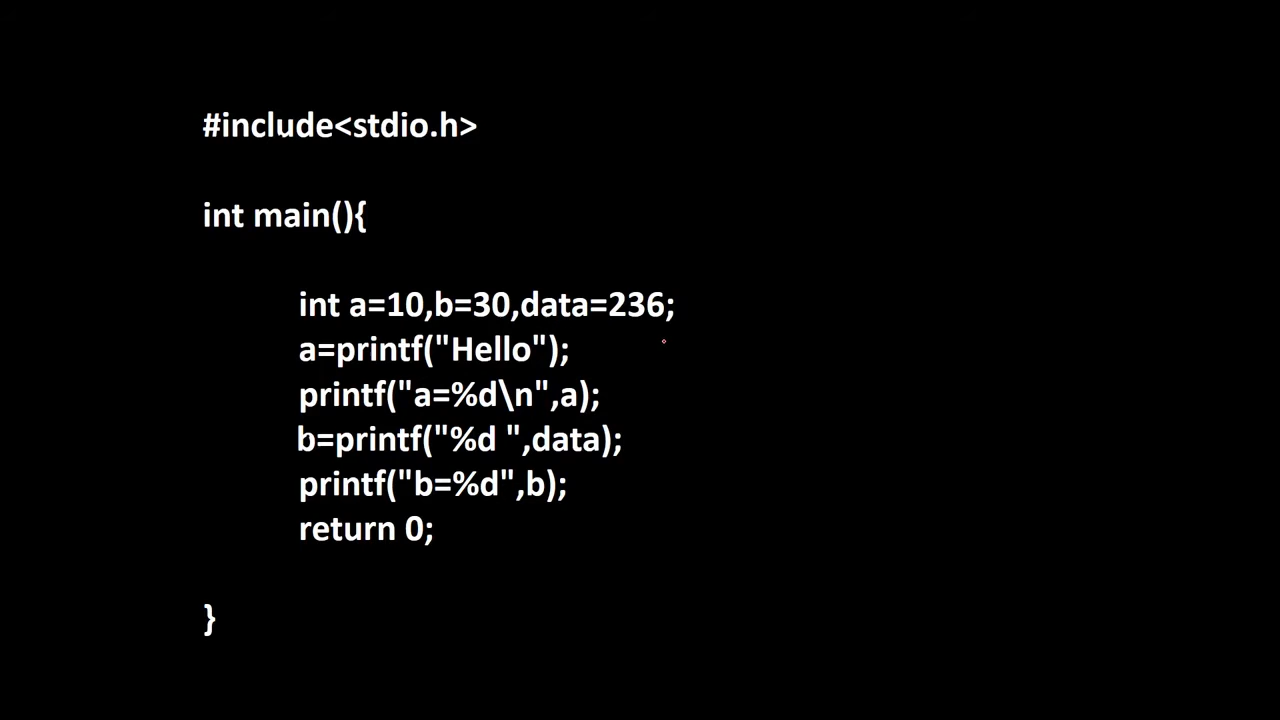 #include<stdio.h>
int main(){
int a=10,b=30,data=236;
a=printf("Hello");
printf("a=%d\n",a);
b=printf("%d ",data);
printf("b=%d",b);
return 0;
}